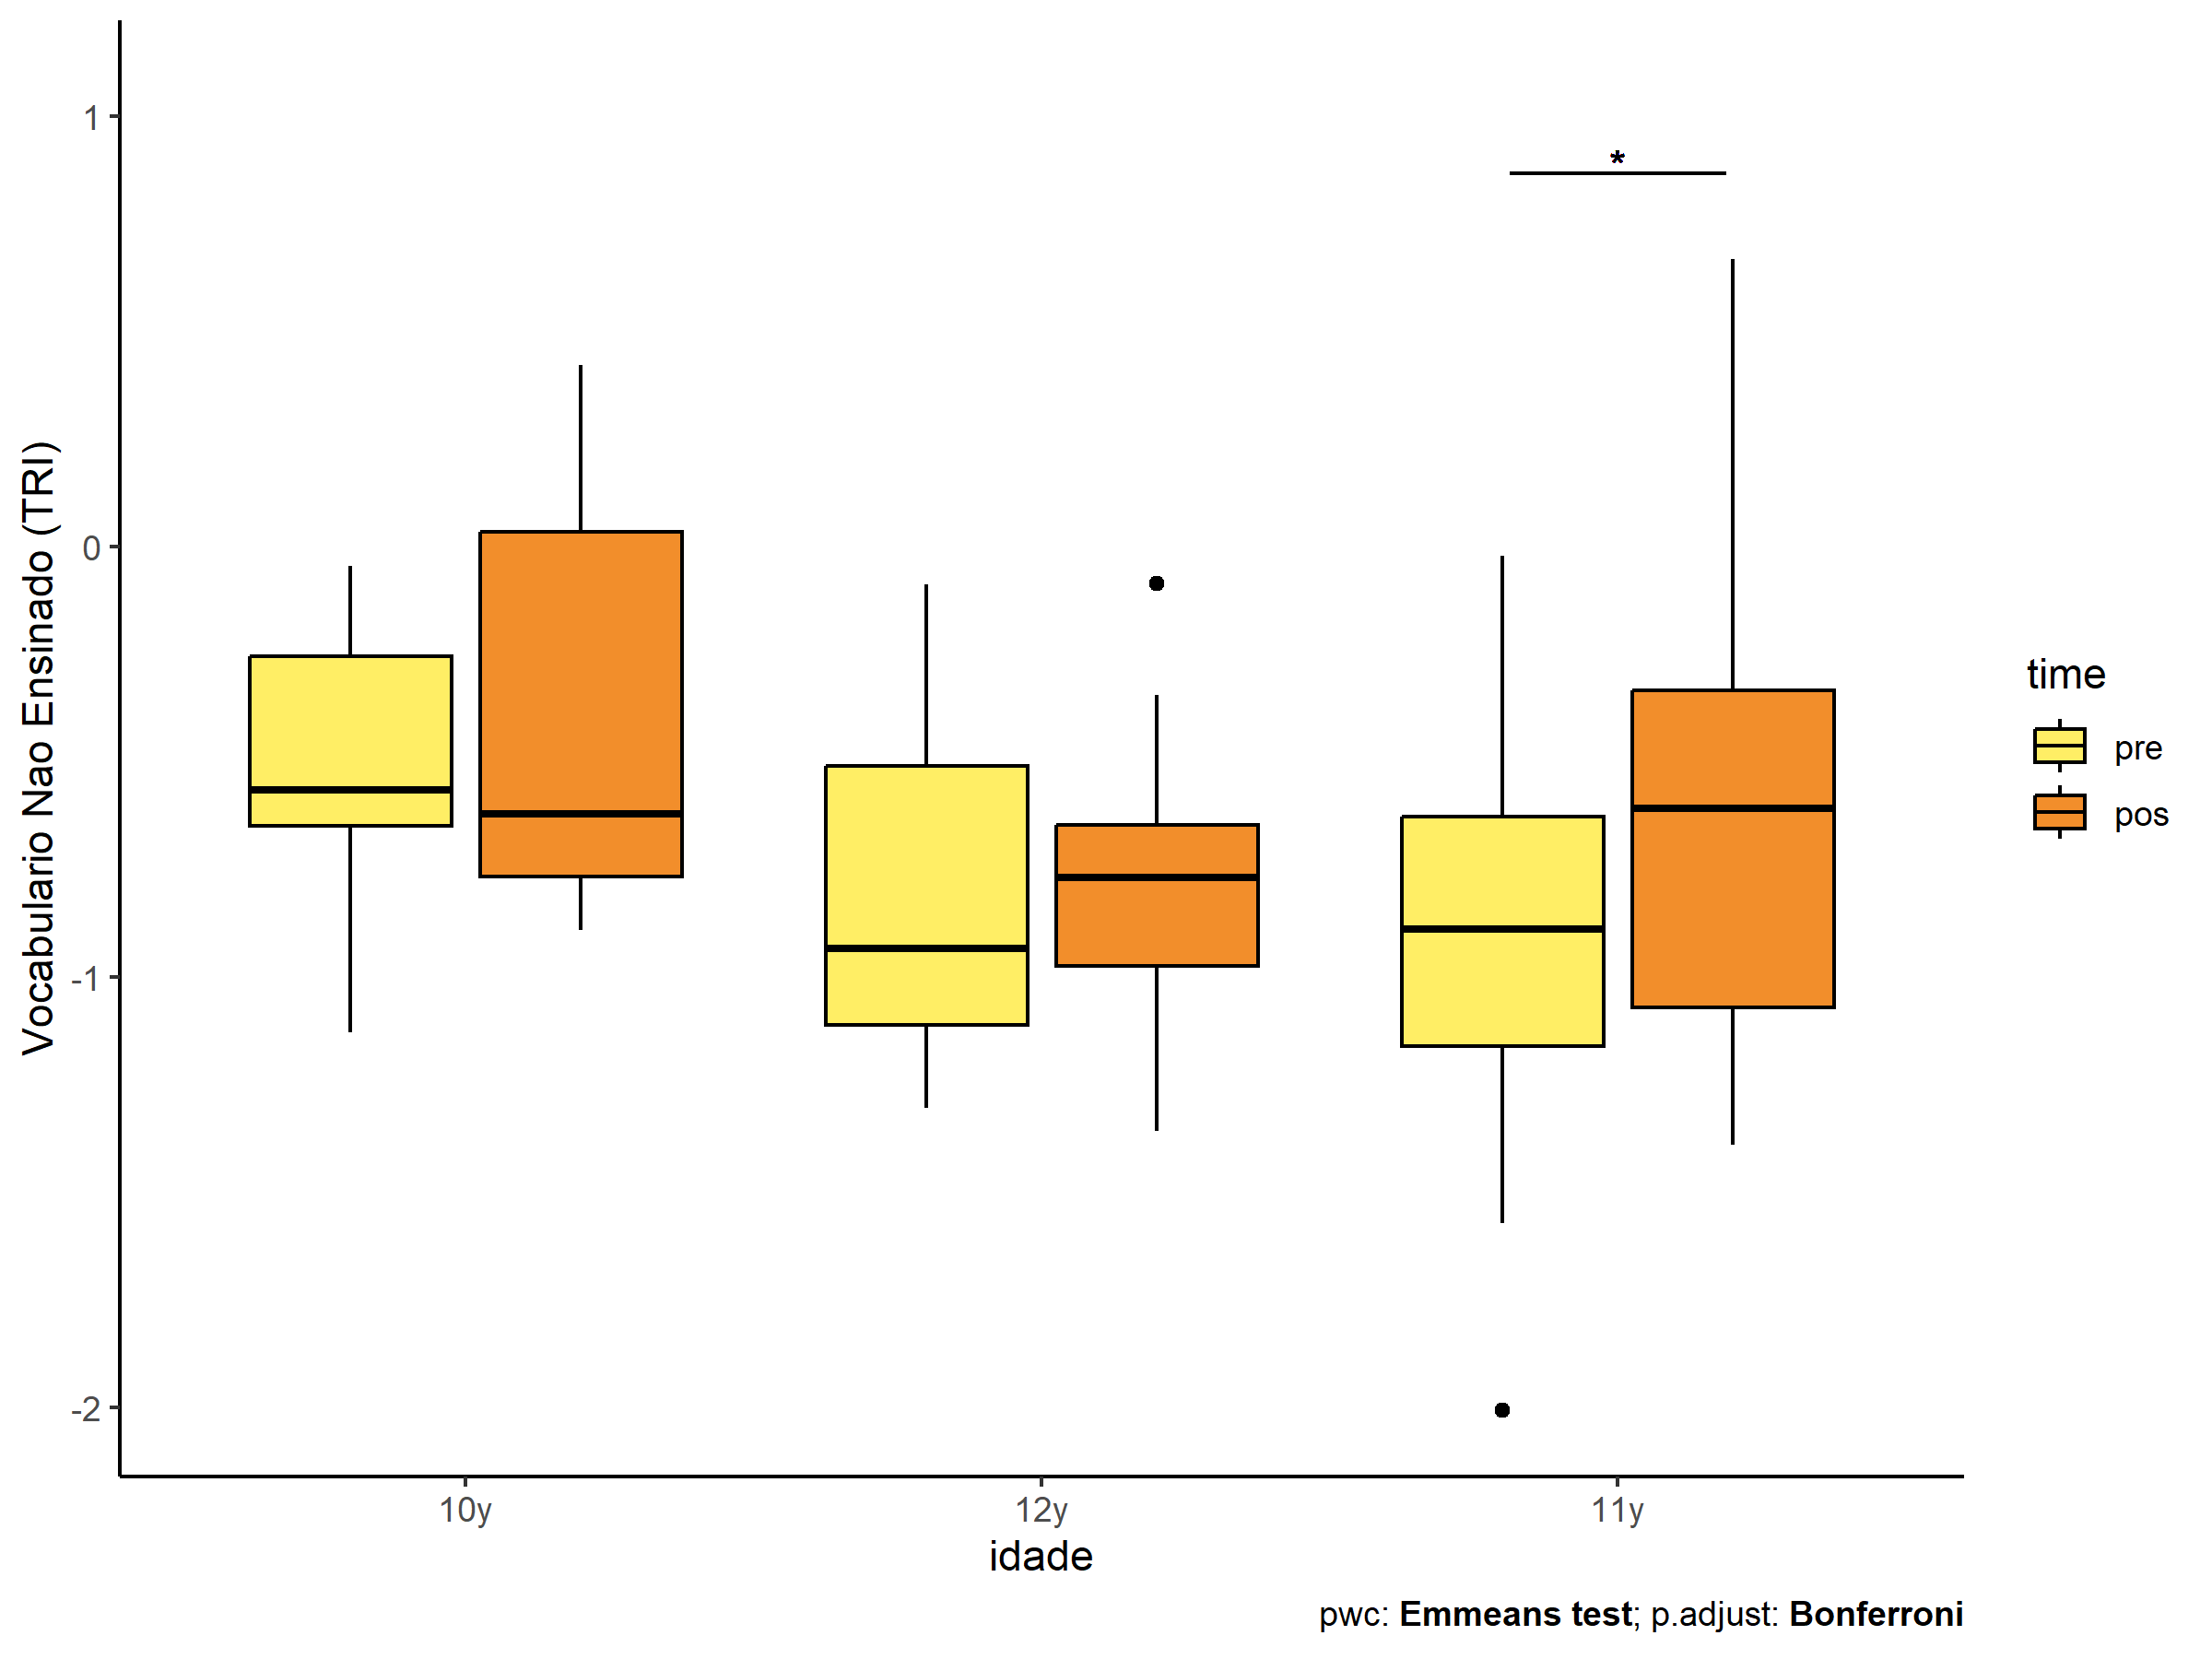 Vocabulario Nao Ensinado (TRI)
1
0
-1
-2
*
10y
12y
11y
idade
time
pre
pos
pwc: Emmeans test; p.adjust: Bonferroni